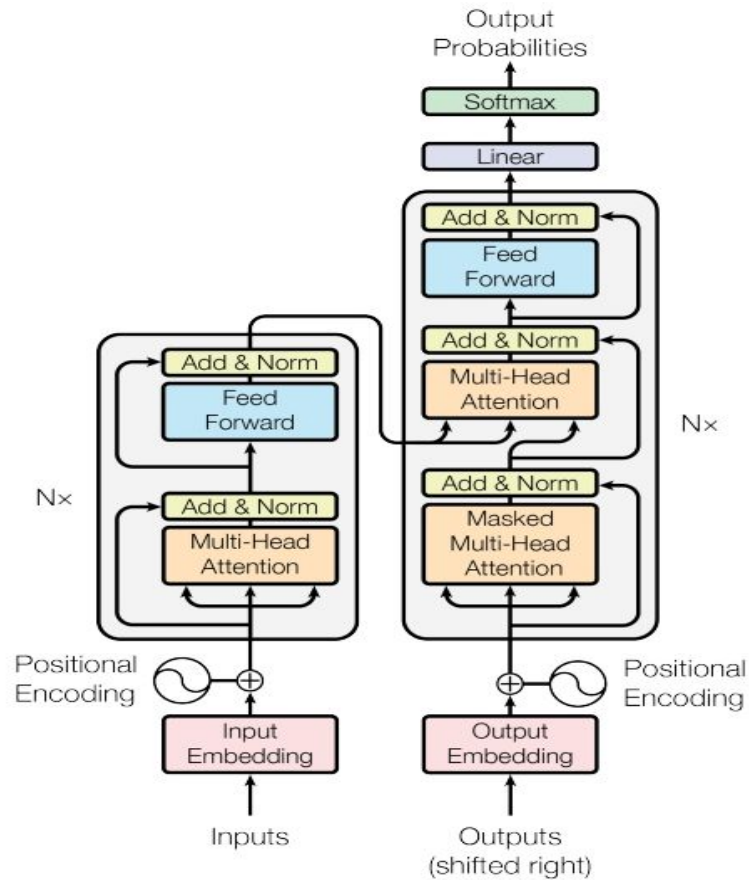 Output
Probabilities
Softmax
Linear
Add & Norm
Feed
Forward
Add & Norm
Multi-Head
Attention
Nx
Add & Norm
Masked
Multi-Head
Attention
Add & Norm
Feed
Forward
Nx
Add & Norm
Multi-Head
Attention
Positional
Encoding
Positional
Encoding
Input
Embedding
Output
Embedding
Inputs
Outputs
(shifted right)